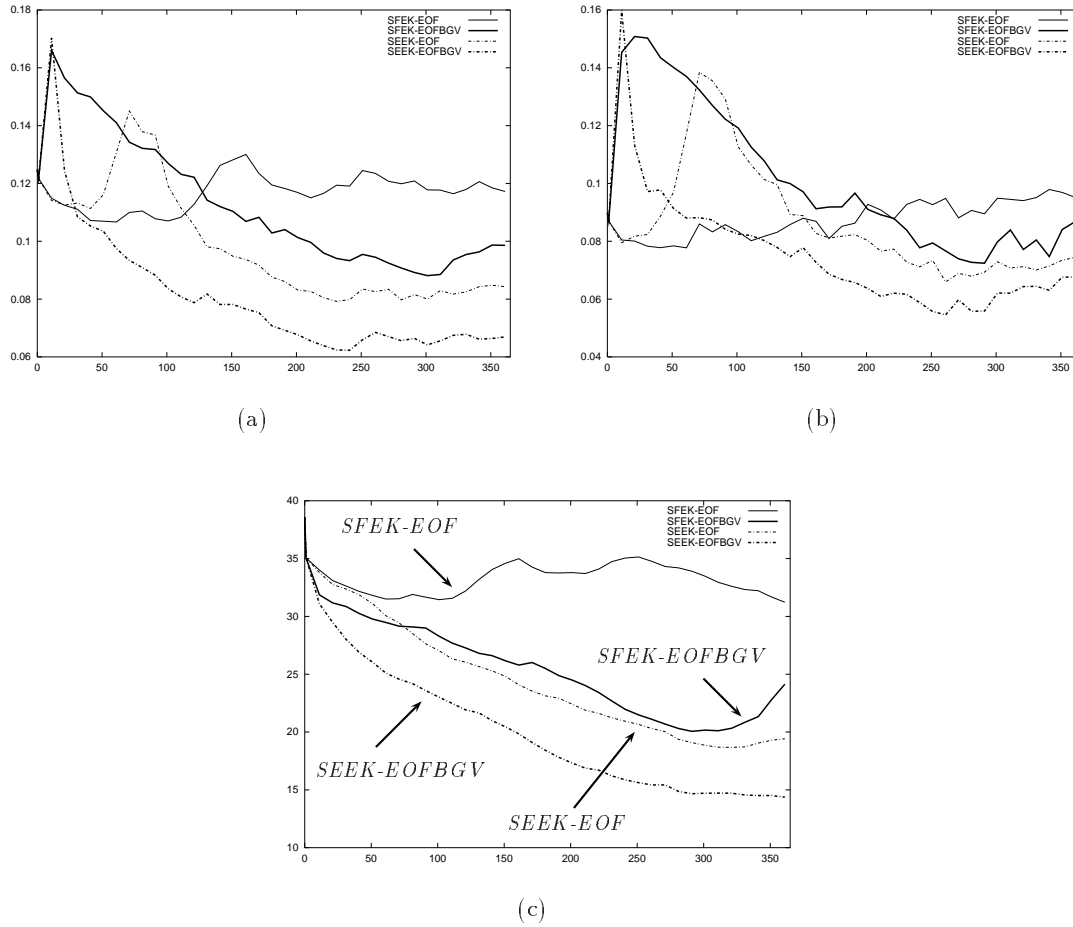 0.18
0.16
0.14
0.12
0.1
0.08
0.06
0 50 100 150 200 250 300 350
SFEK-EOF
SFEK-EOFBGV
SEEK-EOF
SEEK-EOFBGV
(a)
0.16
0.14
0.12
0.1
0.08
0.06
0.04
0 50 100 150 200 250 300 350
SFEK-EOF
SFEK-EOFBGV
SEEK-EOF
SEEK-EOFBGV
(b)
40
35
30
25
20
15
10
0 50 100 150 200 250 300 350
SFEK-EOF
SFEK-EOFBGV
SEEK-EOF
SEEK-EOFBGV
SFEK-EOF
SFEK-EOFBGV
SEEK-EOFBGV
SEEK-EOF
(c)